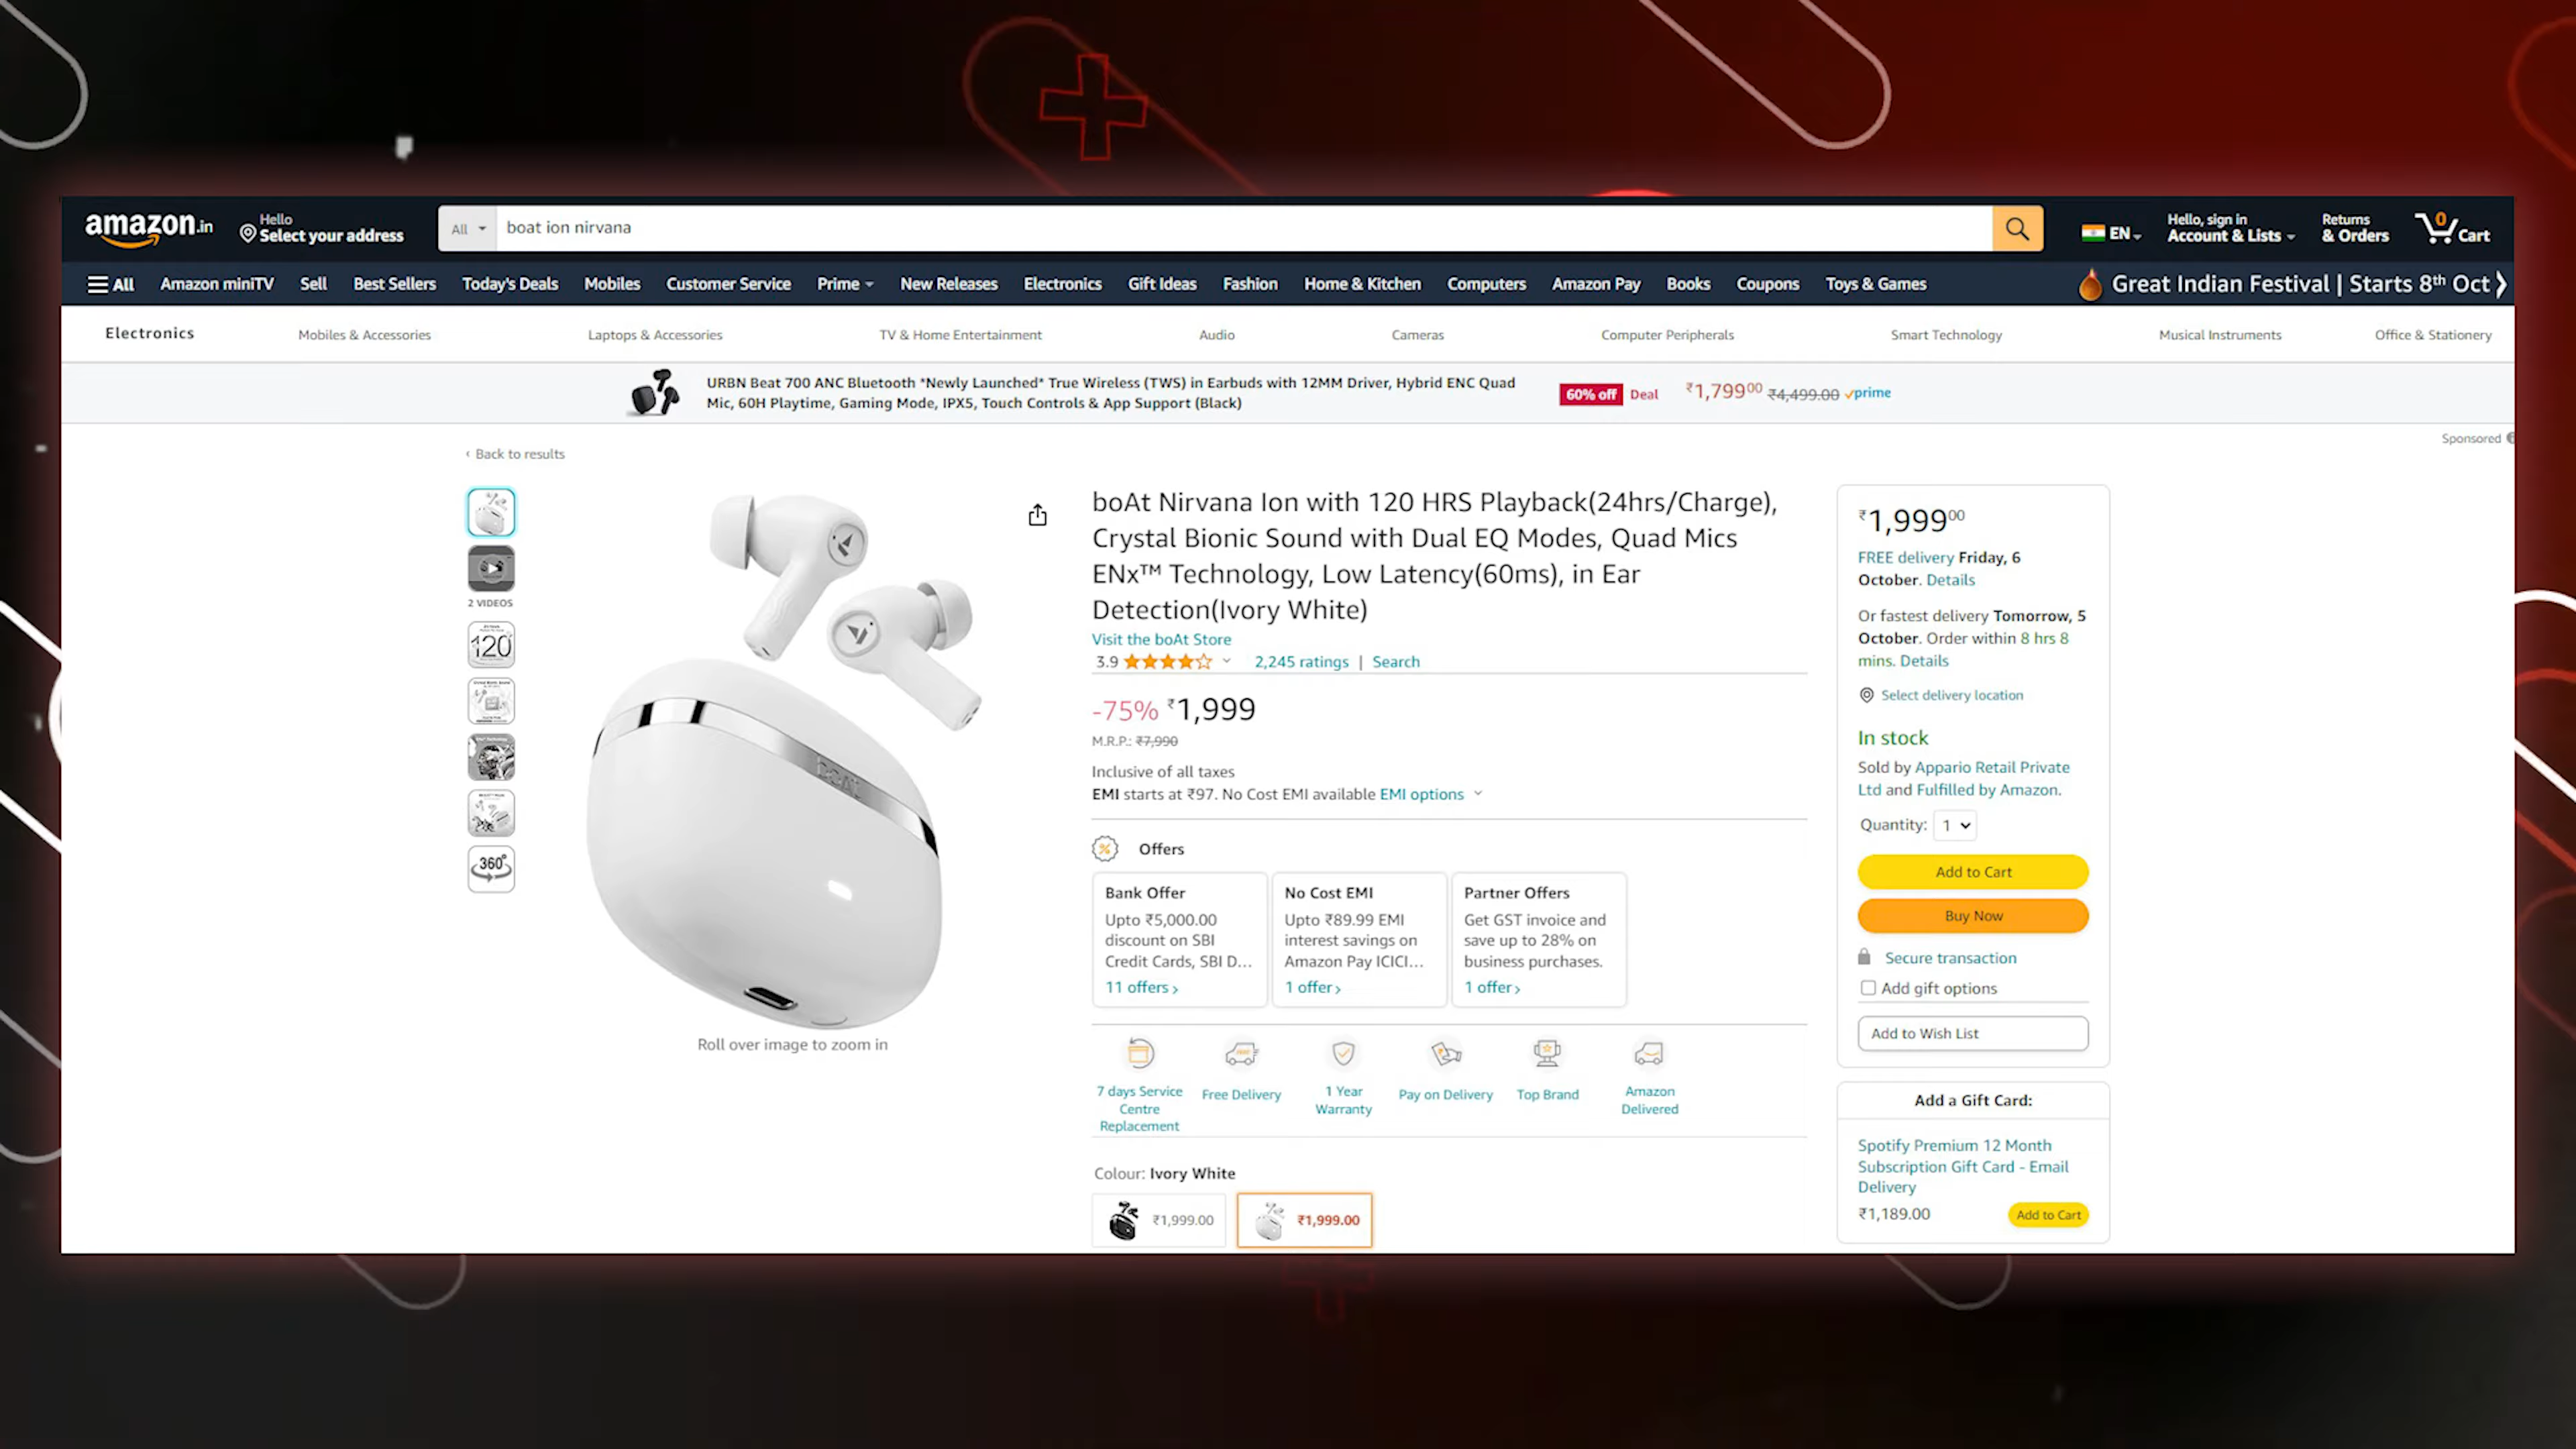 amazon.in
Hello
Select your address
All
boat ion nirvana
EN
Hello, sign in
Account & Lists
Returns
& Orders
0
Cart
All
Amazon miniTV
Sell
Best Sellers
Today's Deals
Mobiles
Customer Service
Prime
New Releases
Electronics
Gift Ideas
Fashion
Home & Kitchen
Computers
Amazon Pay
Books
Coupons
Toys & Games
Great Indian Festival | Starts 8th Oct
Electronics
Mobiles & Accessories
Laptops & Accessories
TV & Home Entertainment
Audio
Cameras
Computer Peripherals
Smart Technology
Musical Instruments
Office & Stationery
URBN Beat 700 ANC Bluetooth *Newly Launched* True Wireless (TWS) in Earbuds with 12MM Driver, Hybrid ENC Quad
Mic, 60H Playtime, Gaming Mode, IPX5, Touch Controls & App Support (Black)
60% off Deal
₹1,79900 ₹4,499.00 prime
Sponsored
‹ Back to results
2 VIDEOS
120
360°
boAt
Roll over image to zoom in
boAt Nirvana Ion with 120 HRS Playback(24hrs/Charge),
Crystal Bionic Sound with Dual EQ Modes, Quad Mics
ENx™ Technology, Low Latency(60ms), in Ear
Detection(Ivory White)
Visit the boAt Store
3.9
2,245 ratings | Search
-75% ₹1,999
M.R.P.: ₹7,990
Inclusive of all taxes
EMI starts at ₹97. No Cost EMI available EMI options
Offers
Bank Offer
Upto ₹5,000.00
discount on SBI
Credit Cards, SBI D...
11 offers ›
No Cost EMI
Upto ₹89.99 EMI
interest savings on
Amazon Pay ICICI...
1 offer ›
Partner Offers
Get GST invoice and
save up to 28% on
business purchases.
1 offer ›
7 days Service
Centre
Replacement
Free Delivery
1 Year
Warranty
Pay on Delivery
Top Brand
Amazon
Delivered
Colour: Ivory White
₹1,999.00
₹1,999.00
₹1,99900
FREE delivery Friday, 6
October. Details
Or fastest delivery Tomorrow, 5
October. Order within 8 hrs 8
mins. Details
Select delivery location
In stock
Sold by Appario Retail Private
Ltd and Fulfilled by Amazon.
Quantity: 1
Add to Cart
Buy Now
Secure transaction
Add gift options
Add to Wish List
Add a Gift Card:
Spotify Premium 12 Month
Subscription Gift Card - Email
Delivery
₹1,189.00
Add to Cart